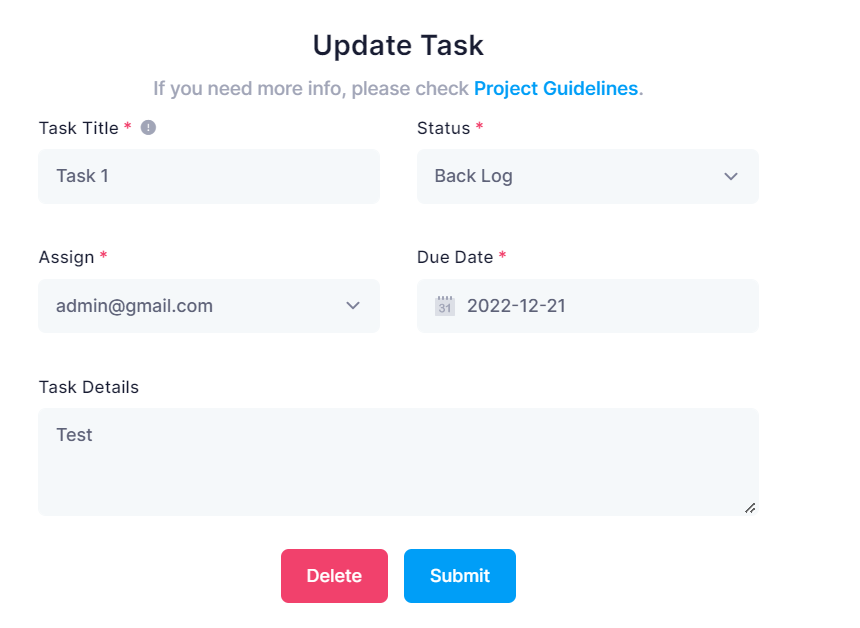 Update Task
If you need more info, please check Project Guidelines.
Task Title *
Status *
Task 1
Back Log
Assign *
Due Date *
admin@gmail.com
31 2022-12-21
Task Details
Test
Delete
Submit